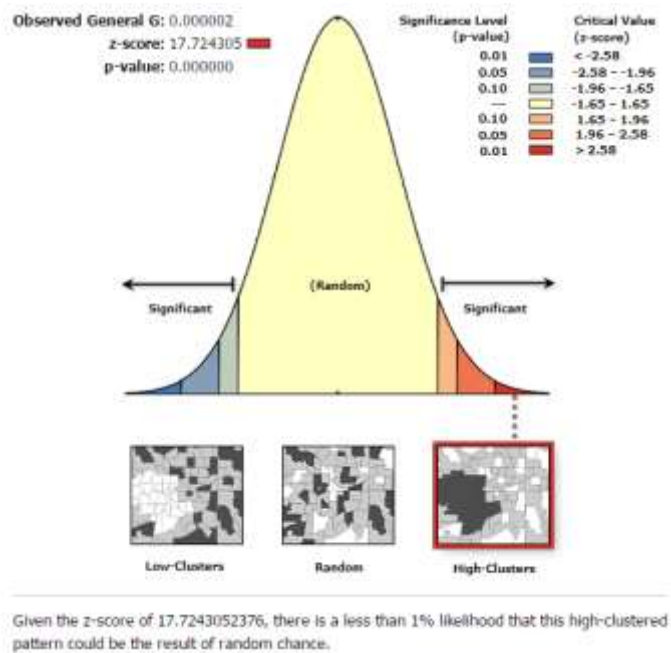 Observed General G: 0.000002
z-score: 17.724305
p-value: 0.000000
Significance Level
(p-value)
Critical Value
(z-score)
0.01 < -2.58
0.05 -2.58 - -1.96
0.10 -1.96 - -1.65
— -1.65 - 1.65
0.10 1.65 - 1.96
0.05 1.96 - 2.58
0.01 > 2.58
(Random)
Significant
Significant
Low-Clusters
Random
High-Clusters
Given the z-score of 17.7243052376, there is a less than 1% likelihood that this high-clustered
pattern could be the result of random chance.